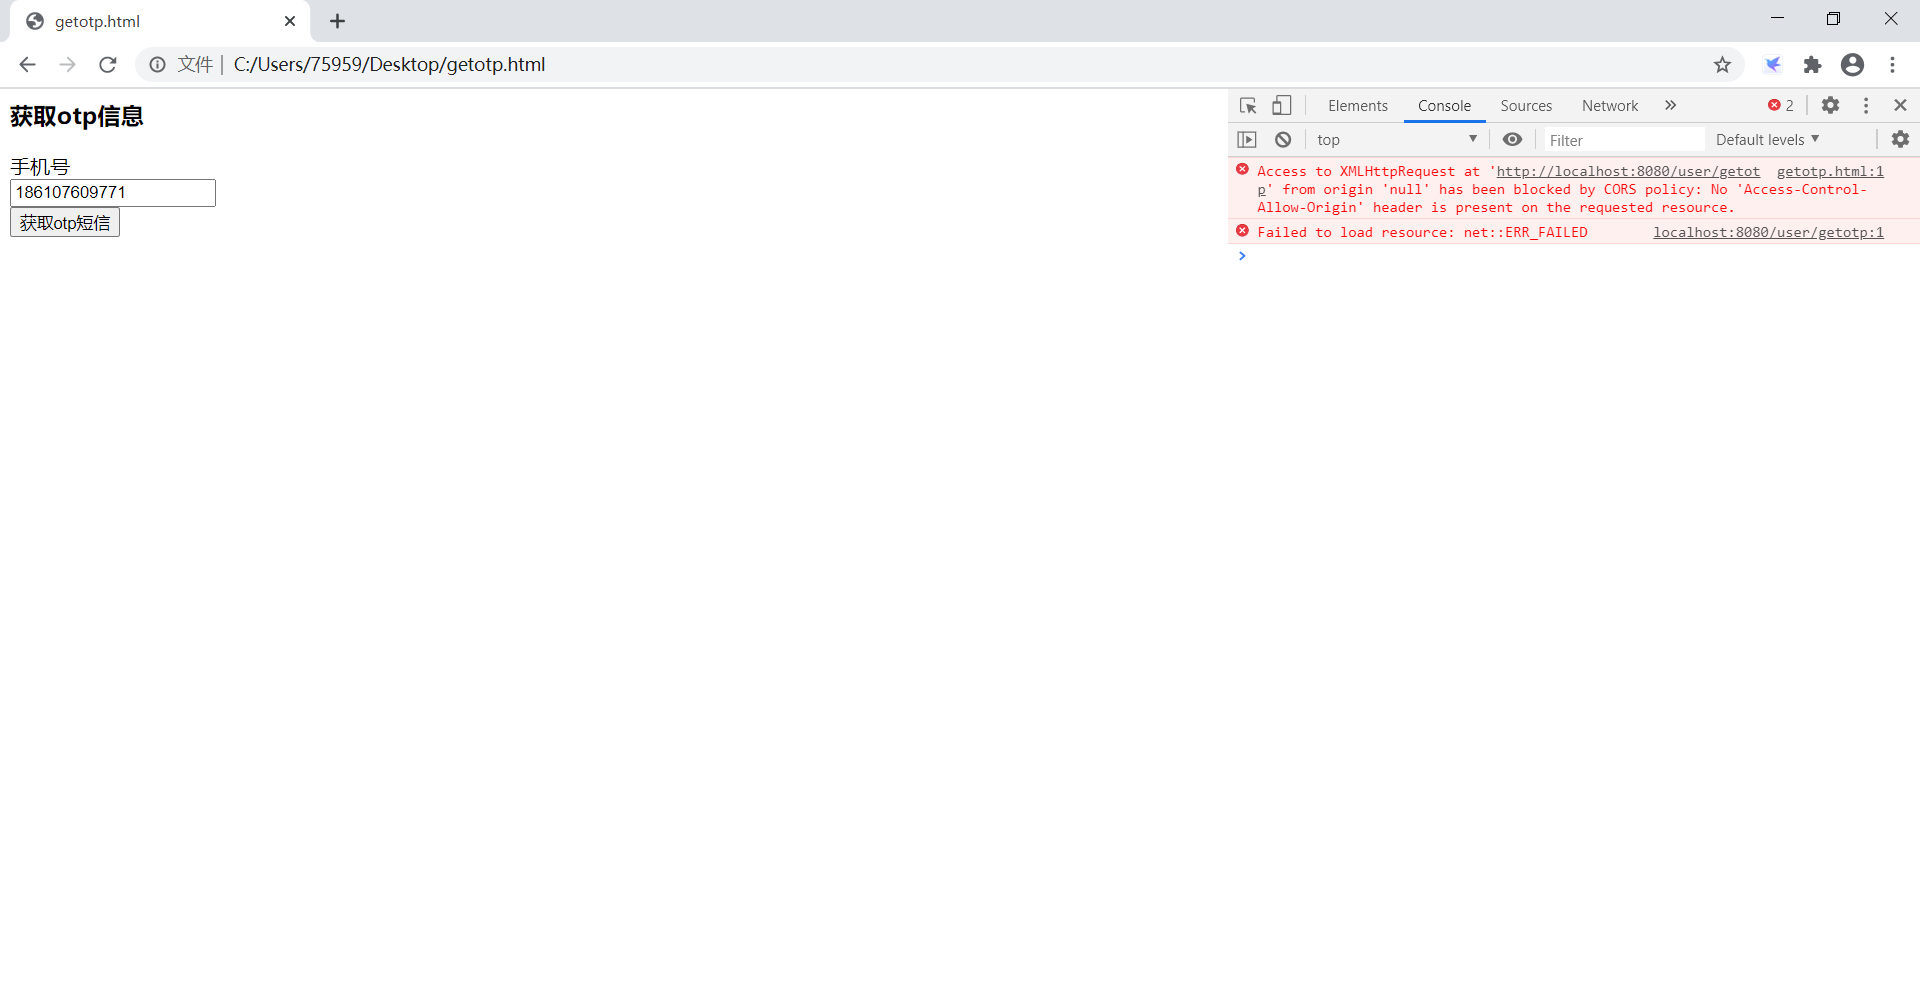 getotp.html
文件 | C:/Users/75959/Desktop/getotp.html
获取otp信息
手机号
186107609771
获取otp短信
Elements Console Sources Network » 2
top Filter Default levels
Access to XMLHttpRequest at 'http://localhost:8080/user/getot getotp.html:1
p' from origin 'null' has been blocked by CORS policy: No 'Access-Control-
Allow-Origin' header is present on the requested resource.
Failed to load resource: net::ERR_FAILED localhost:8080/user/getotp:1